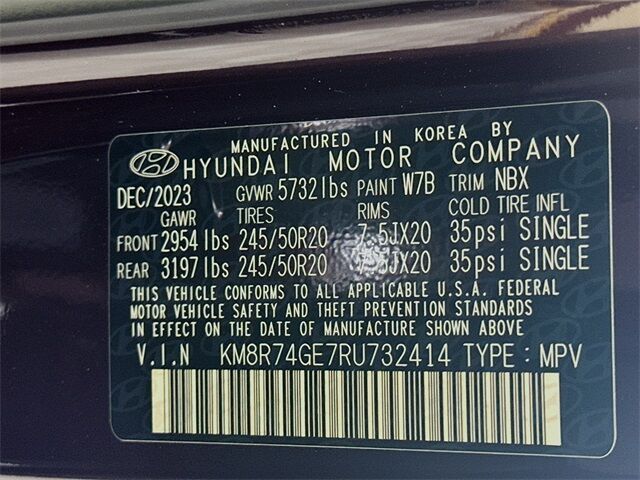 MANUFACTURED IN KOREA BY
HYUNDAI MOTOR COMPANY
DEC/2023 GVWR 5732lbs PAINT W7B TRIM NBX
GAWR TIRES RIMS COLD TIRE INFL
FRONT 2954lbs 245/50R20 7.5JX20 35psi SINGLE
REAR 3197lbs 245/50R20 7.5JX20 35psi SINGLE
THIS VEHICLE CONFORMS TO ALL APPLICABLE U.S.A. FEDERAL
MOTOR VEHICLE SAFETY AND THEFT PREVENTION STANDARDS
IN EFFECT ON THE DATE OF MANUFACTURE SHOWN ABOVE.
V.I.N KM8R74GE7RU732414 TYPE : MPV